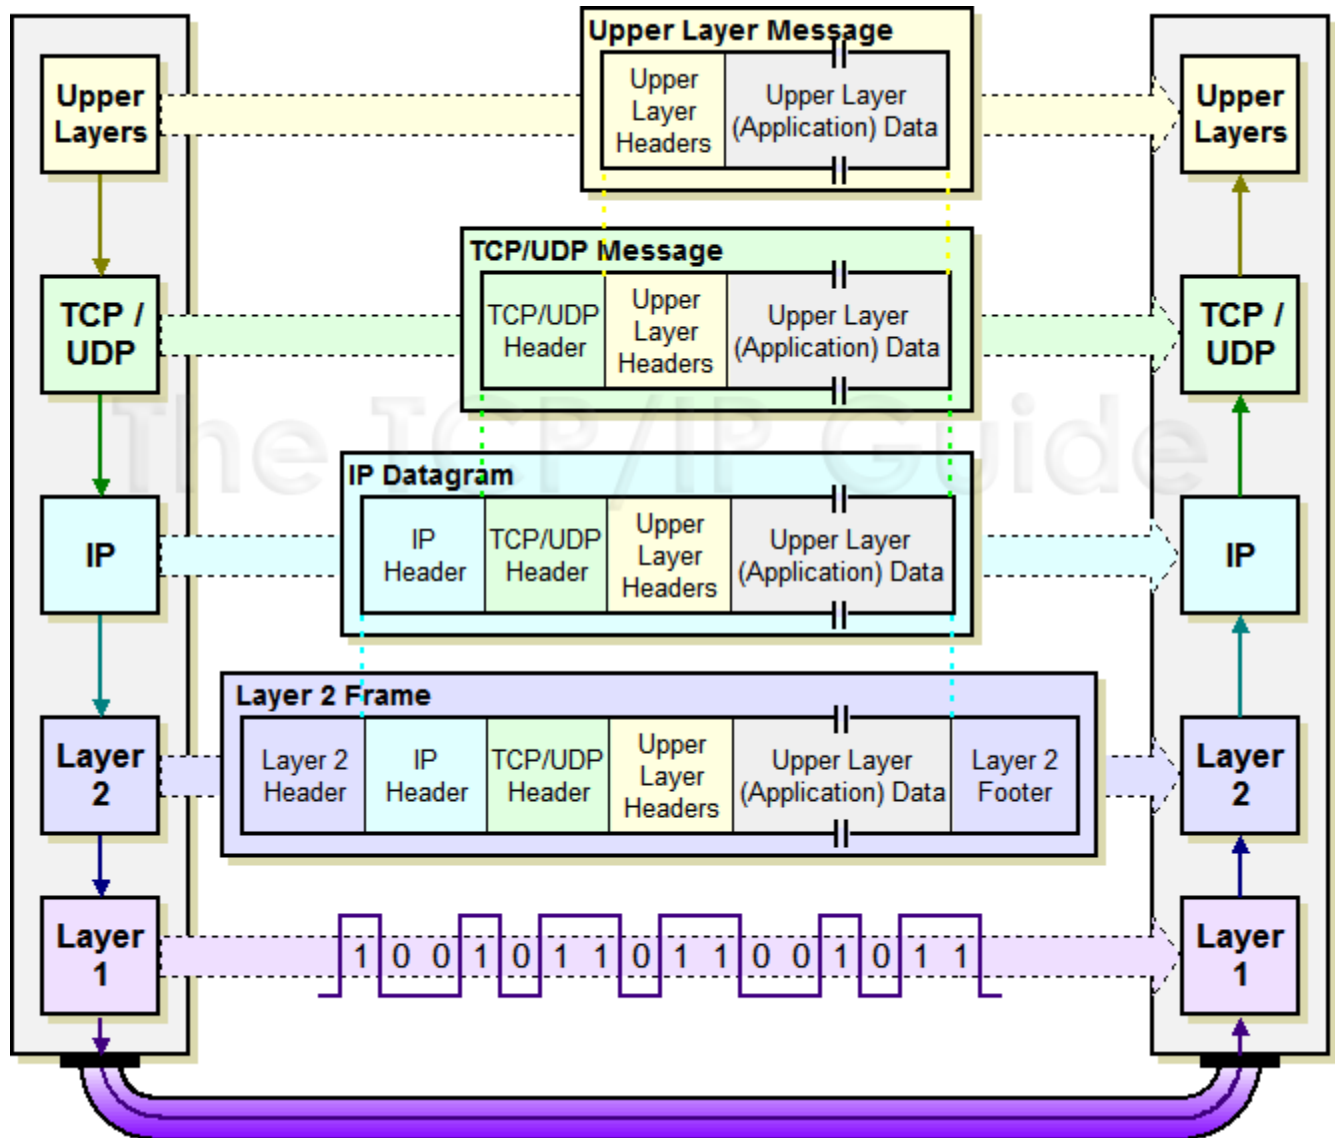 Upper Layer Message
Upper
Layers
Upper
Layer
Headers
Upper Layer
(Application) Data
Upper
Layers
TCP/UDP Message
TCP /
UDP
TCP/UDP
Header
Upper
Layer
Headers
Upper Layer
(Application) Data
TCP /
UDP
The TCP/IP Guide
IP Datagram
IP
IP
Header
TCP/UDP
Header
Upper
Layer
Headers
Upper Layer
(Application) Data
IP
Layer 2 Frame
Layer
2
Layer 2
Header
IP
Header
TCP/UDP
Header
Upper
Layer
Headers
Upper Layer
(Application) Data
Layer 2
Footer
Layer
2
Layer
1
1 0 0 1 0 1 1 0 1 1 0 0 1 0 1 1
Layer
1